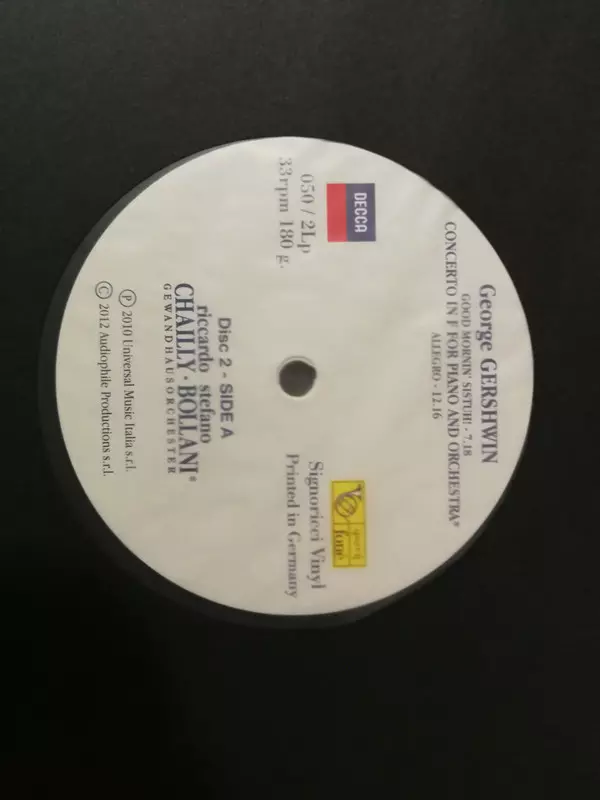 George GERSHWIN
GOOD MORNIN' SISTUH! - 7.18
CONCERTO IN F FOR PIANO AND ORCHESTRA*
ALLEGRO - 12.16
DECCA
050 / 2Lp
33rpm 180 g.
fonè
Signoricci Vinyl
Printed in Germany
Disc 2 - SIDE A
riccardo stefano
CHAILLY · BOLLANI*
GEWANDHAUSORCHESTER
Ⓟ 2010 Universal Music Italia s.r.l.
© 2012 Audiophile Productions s.r.l.